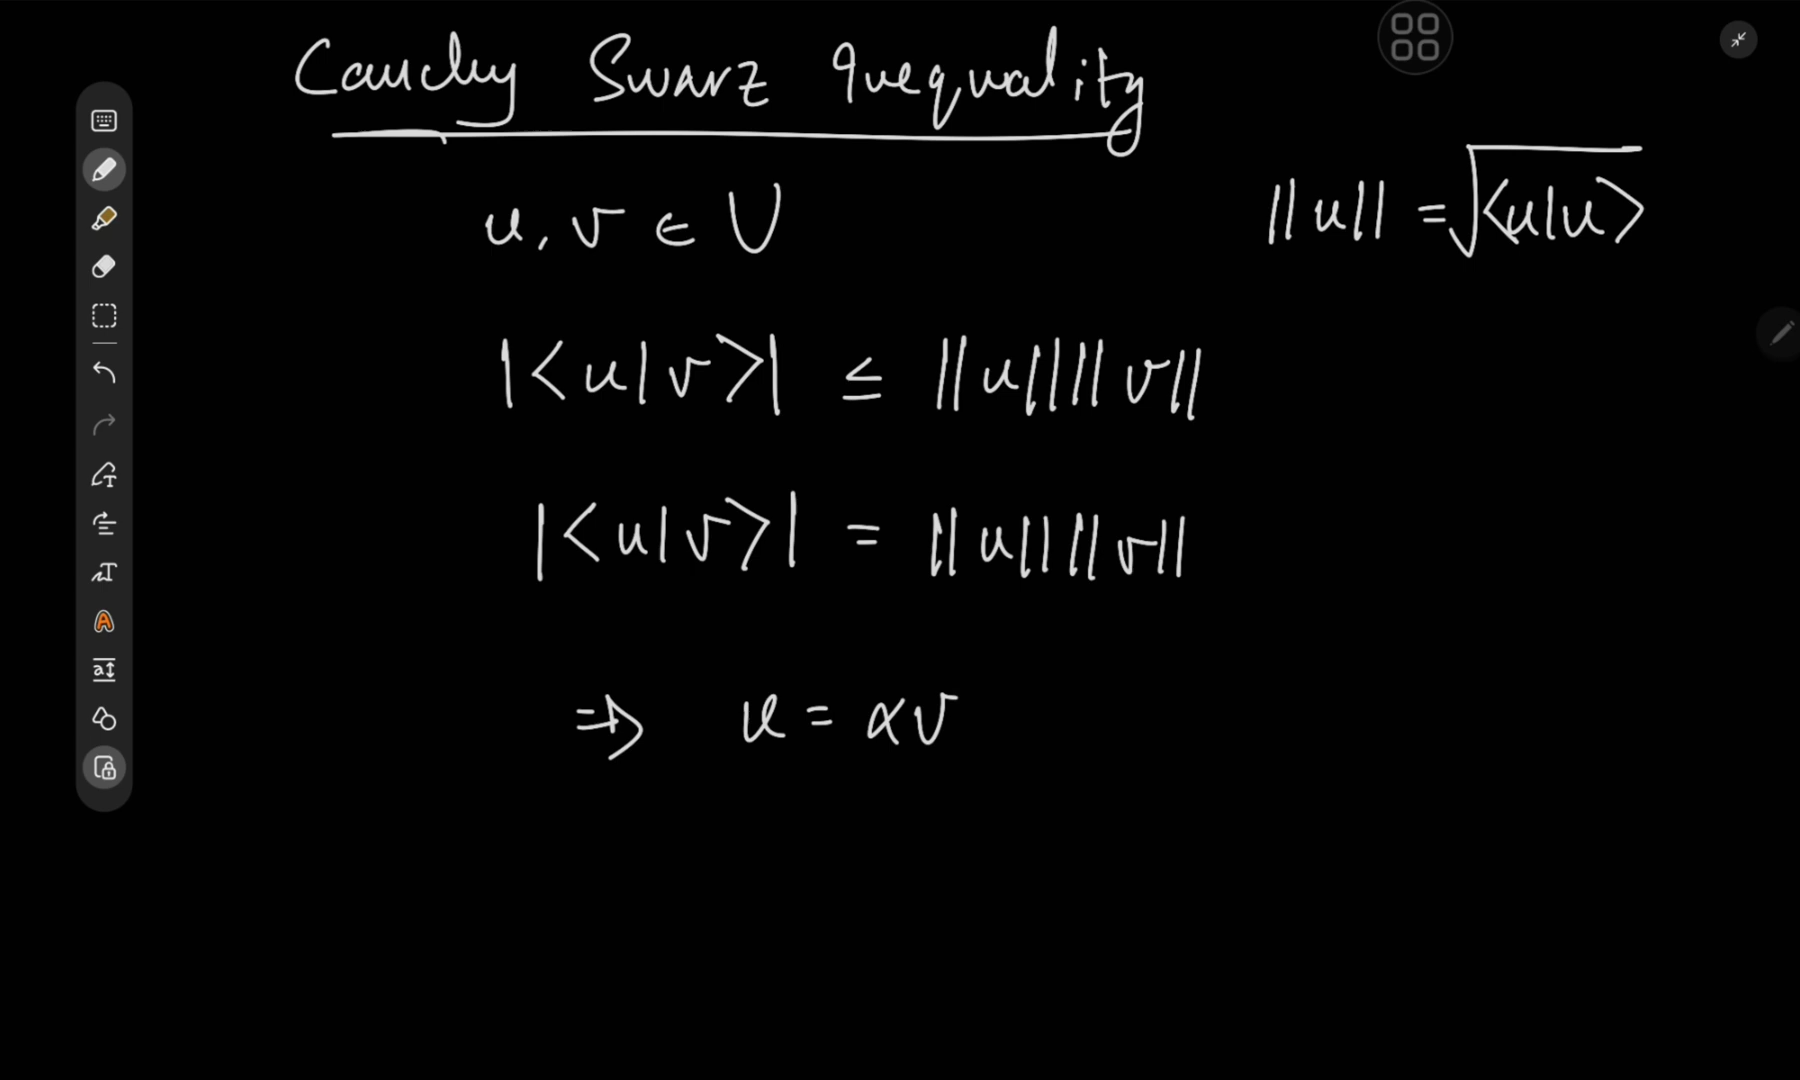 Cauchy Swarz Inequality
u, v ∈ U
||u|| = √<u|u>
|<u|v>| ≤ ||u|| ||v||
|<u|v>| = ||u|| ||v||
⇒ u = αv